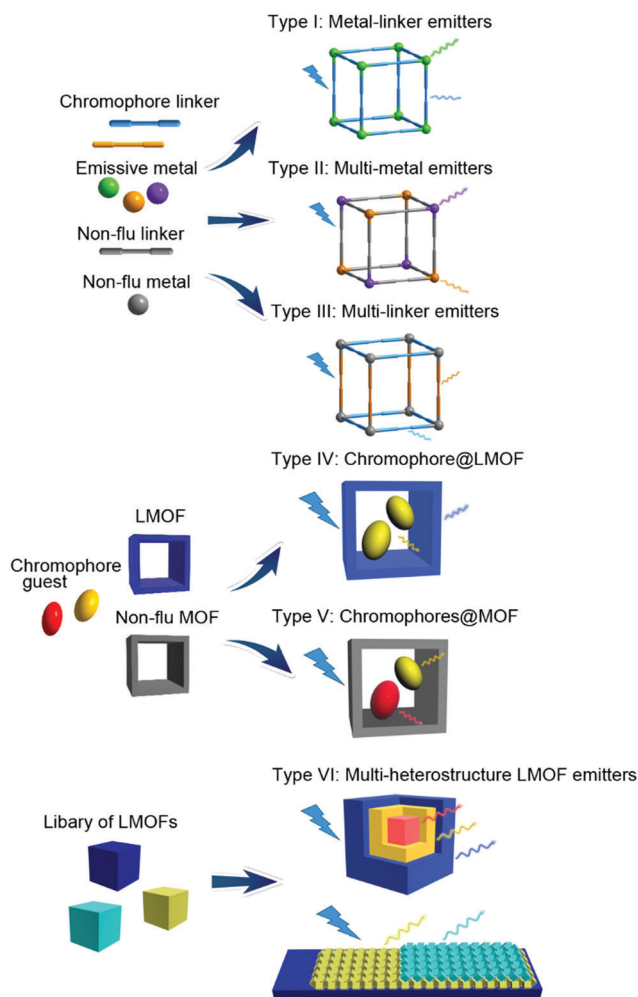 Type I: Metal-linker emitters
Chromophore linker
Emissive metal
Type II: Multi-metal emitters
Non-flu linker
Non-flu metal
Type III: Multi-linker emitters
Type IV: Chromophore@LMOF
LMOF
Chromophore
guest
Non-flu MOF
Type V: Chromophores@MOF
Type VI: Multi-heterostructure LMOF emitters
Libary of LMOFs